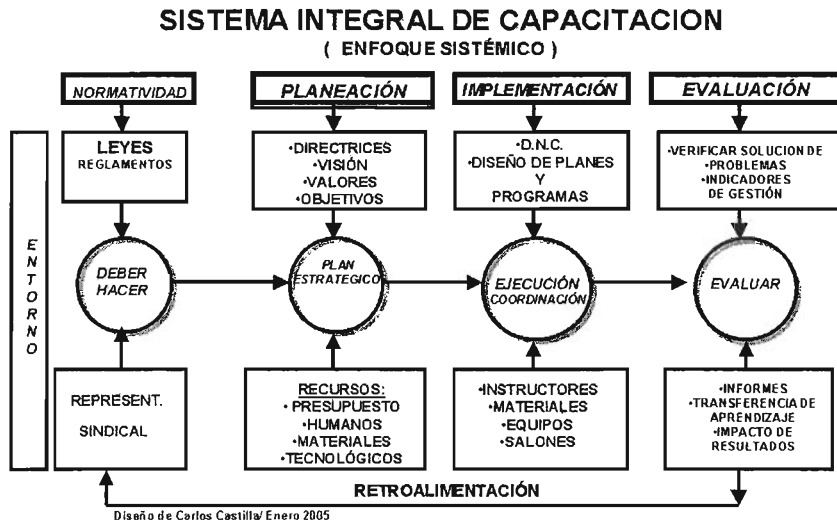 SISTEMA INTEGRAL DE CAPACITACION
( ENFOQUE SISTÉMICO )
NORMATIVIDAD
PLANEACIÓN
IMPLEMENTACIÓN
EVALUACIÓN
ENTORNO
LEYES
REGLAMENTOS
•DIRECTRICES
•VISIÓN
•VALORES
•OBJETIVOS
•D.N.C.
•DISEÑO DE PLANES
Y
PROGRAMAS
•VERIFICAR SOLUCION DE
•PROBLEMAS
•INDICADORES
DE GESTIÓN
DEBER
HACER
PLAN
ESTRATEGICO
EJECUCIÓN
COORDINACIÓN
EVALUAR
REPRESENT.
SINDICAL
RECURSOS:
•PRESUPUESTO
•HUMANOS
•MATERIALES
•TECNOLÓGICOS
•INSTRUCTORES
•MATERIALES
•EQUIPOS
•SALONES
•INFORMES
•TRANSFERENCIA DE
APRENDIZAJE
•IMPACTO DE
RESULTADOS
RETROALIMENTACIÓN
Diseño de Carlos Castilla/ Enero 2005